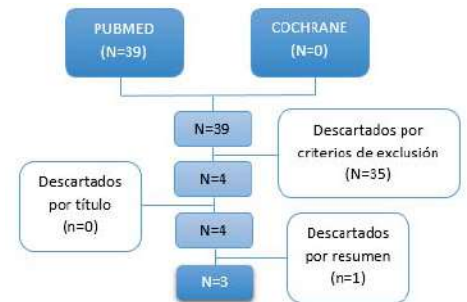 PUBMED
(N=39)
COCHRANE
(N=0)
N=39
Descartados por
criterios de exclusión
(N=35)
N=4
Descartados
por título
(n=0)
N=4
Descartados
por resumen
(n=1)
N=3